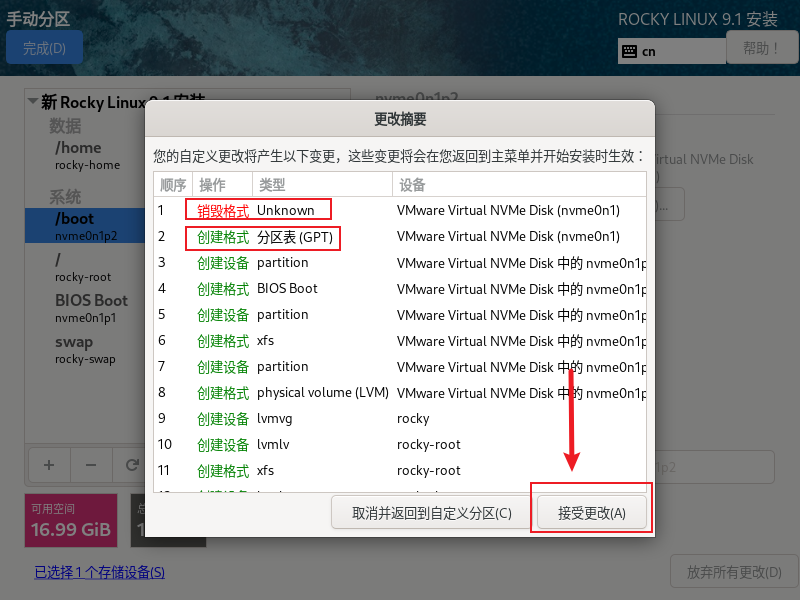 手动分区
ROCKY LINUX 9.1 安装
完成(D)
cn
帮助！
新 Rocky Linux 9.1 安装
数据
/home
rocky-home
系统
/boot
nvme0n1p2
/
rocky-root
BIOS Boot
nvme0n1p1
swap
rocky-swap
nvme0n1p2
irtual NVMe Disk
更改摘要
您的自定义更改将产生以下变更，这些变更将会在您返回到主菜单并开始安装时生效：
顺序 操作 类型 设备
1 销毁格式 Unknown VMware Virtual NVMe Disk (nvme0n1)
2 创建格式 分区表 (GPT) VMware Virtual NVMe Disk (nvme0n1)
3 创建设备 partition VMware Virtual NVMe Disk 中的 nvme0n1p
4 创建格式 BIOS Boot VMware Virtual NVMe Disk 中的 nvme0n1p
5 创建设备 partition VMware Virtual NVMe Disk 中的 nvme0n1p
6 创建格式 xfs VMware Virtual NVMe Disk 中的 nvme0n1p
7 创建设备 partition VMware Virtual NVMe Disk 中的 nvme0n1p
8 创建格式 physical volume (LVM) VMware Virtual NVMe Disk 中的 nvme0n1p
9 创建设备 lvmvg rocky
10 创建设备 lvmlv rocky-root
11 创建格式 xfs rocky-root
取消并返回到自定义分区(C)
接受更改(A)
可用空间
16.99 GiB
已选择 1 个存储设备(S)
放弃所有更改(D)